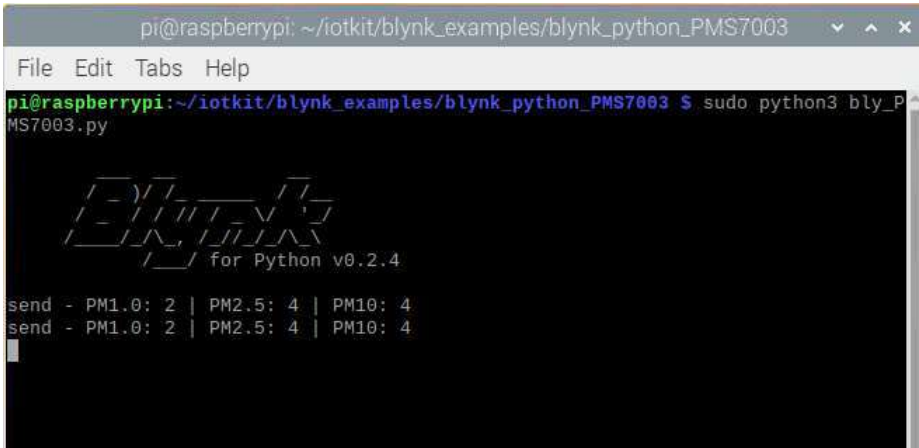 pi@raspberrypi: ~/iotkit/blynk_examples/blynk_python_PMS7003
File Edit Tabs Help
pi@raspberrypi:~/iotkit/blynk_examples/blynk_python_PMS7003 $ sudo python3 bly_P
MS7003.py
Blynk
for Python v0.2.4
send - PM1.0: 2 | PM2.5: 4 | PM10: 4
send - PM1.0: 2 | PM2.5: 4 | PM10: 4